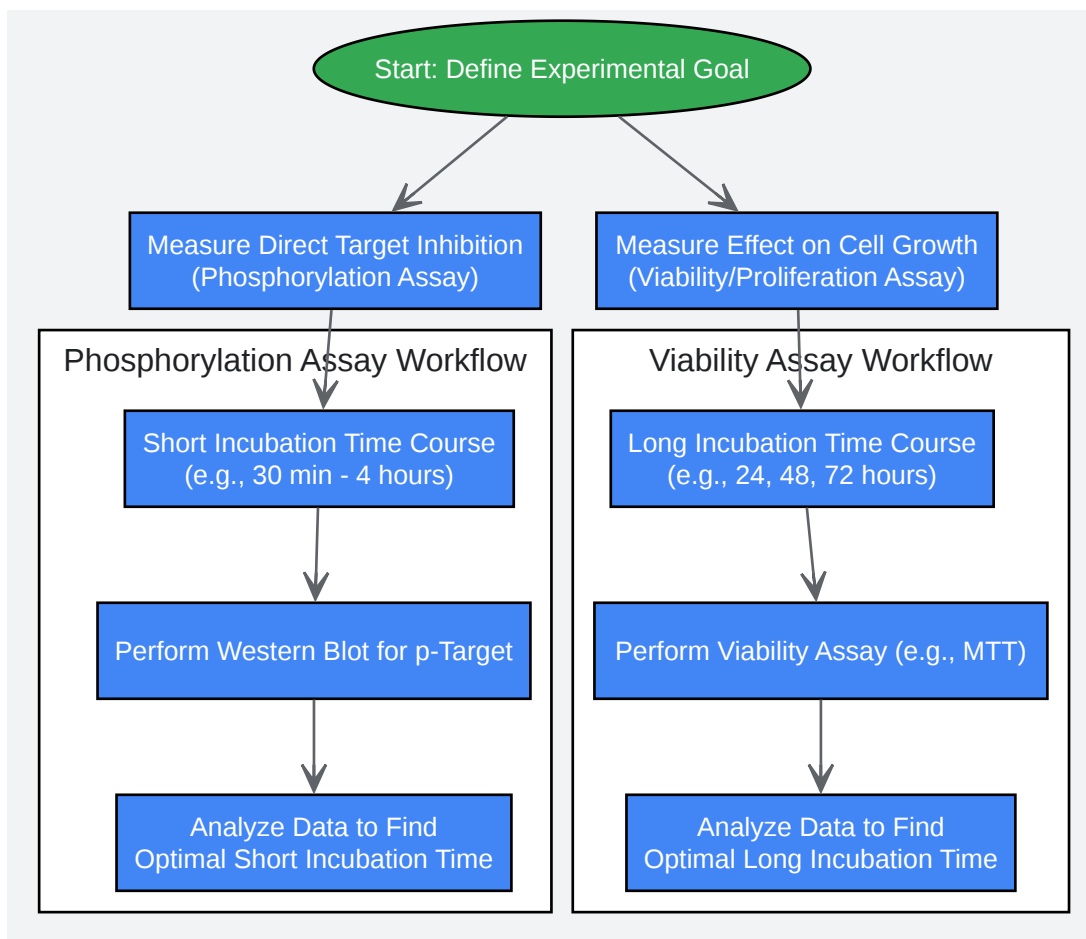 Start: Define Experimental Goal
Measure Direct Target Inhibition
(Phosphorylation Assay)
Measure Effect on Cell Growth
(Viability/Proliferation Assay)
Phosphorylation Assay Workflow
Short Incubation Time Course
(e.g., 30 min - 4 hours)
Perform Western Blot for p-Target
Analyze Data to Find
Optimal Short Incubation Time
Viability Assay Workflow
Long Incubation Time Course
(e.g., 24, 48, 72 hours)
Perform Viability Assay (e.g., MTT)
Analyze Data to Find
Optimal Long Incubation Time